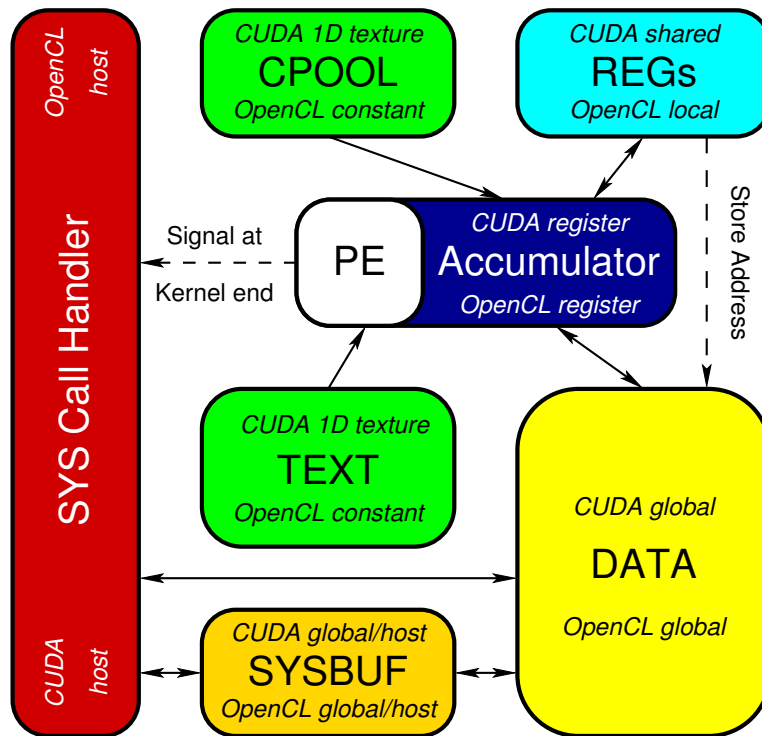 OpenCL
host
SYS Call Handler
CUDA
host
CUDA 1D texture
CPOOL
OpenCL constant
CUDA shared
REGs
OpenCL local
Signal at
Kernel end
PE
CUDA register
Accumulator
OpenCL register
Store Address
CUDA 1D texture
TEXT
OpenCL constant
CUDA global
DATA
OpenCL global
CUDA global/host
SYSBUF
OpenCL global/host